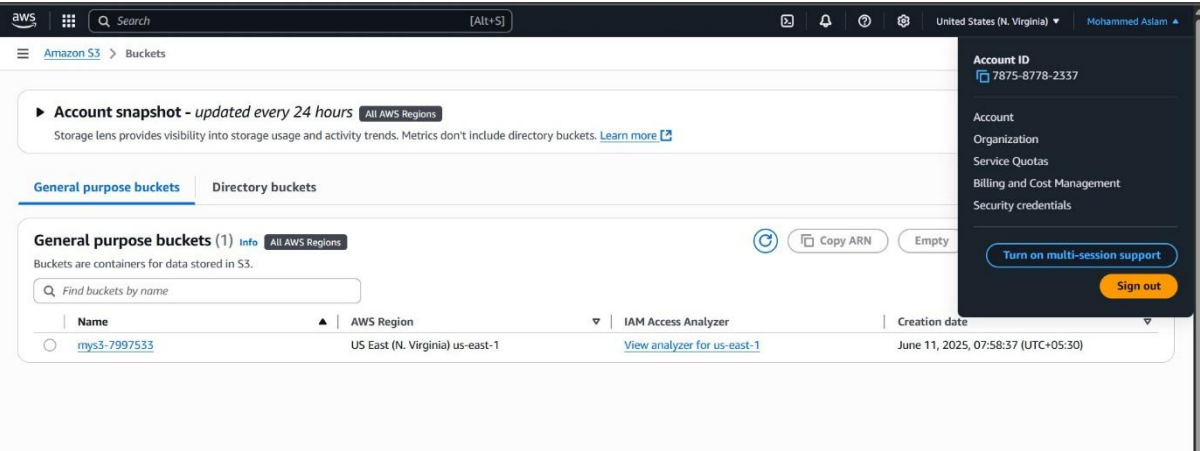 aws Search [Alt+S] United States (N. Virginia) ▼ Mohammed Aslam ▲
Amazon S3 > Buckets
Account ID
7875-8778-2337
Account
Organization
Service Quotas
Billing and Cost Management
Security credentials
Turn on multi-session support
Sign out
Account snapshot - updated every 24 hours All AWS Regions
Storage lens provides visibility into storage usage and activity trends. Metrics don't include directory buckets. Learn more
General purpose buckets Directory buckets
General purpose buckets (1) Info All AWS Regions Copy ARN Empty
Buckets are containers for data stored in S3.
Find buckets by name
Name AWS Region IAM Access Analyzer Creation date
mys3-7997533 US East (N. Virginia) us-east-1 View analyzer for us-east-1 June 11, 2025, 07:58:37 (UTC+05:30)